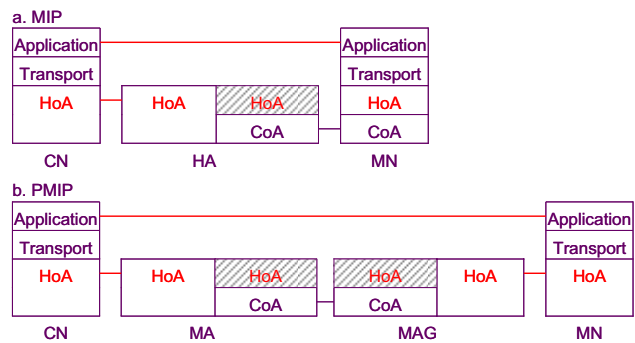 a. MIP
Application Application
Transport Transport
HoA HoA HoA HoA
CoA CoA
CN HA MN
b. PMIP
Application Application
Transport Transport
HoA HoA HoA HoA HoA HoA
CoA CoA
CN MA MAG MN